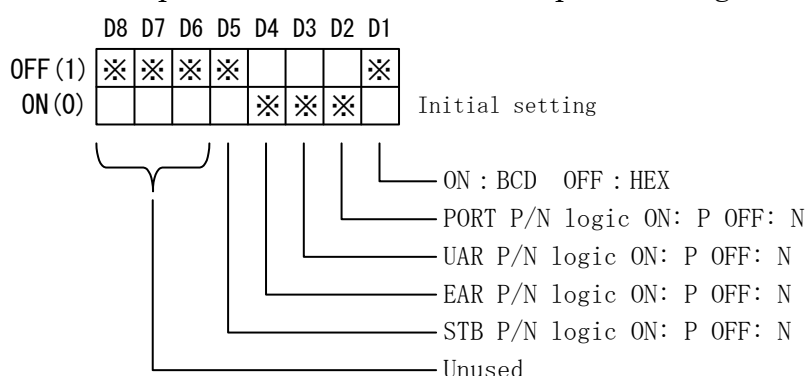 D8 D7 D6 D5 D4 D3 D2 D1
OFF(1) ※ ※ ※ ※ ※
ON(0) ※ ※ ※ Initial setting
ON：BCD OFF：HEX
PORT P/N logic ON: P OFF: N
UAR P/N logic ON: P OFF: N
EAR P/N logic ON: P OFF: N
STB P/N logic ON: P OFF: N
Unused